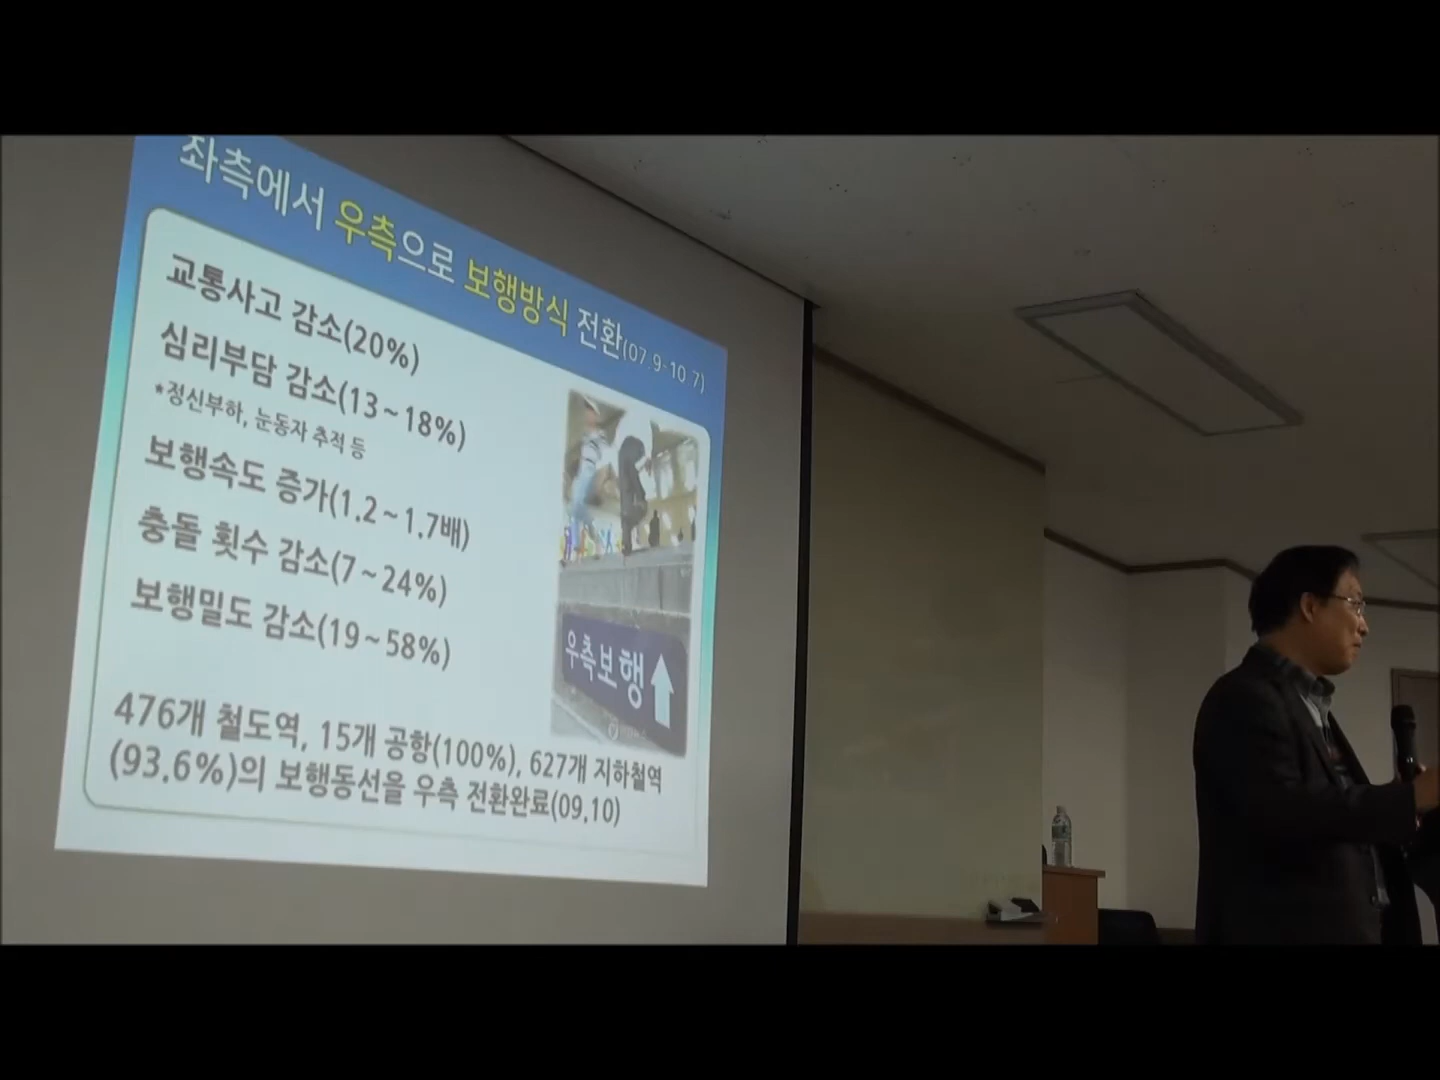 좌측에서 우측으로 보행방식 전환(07.9-10.7)
교통사고 감소(20%)
심리부담 감소(13~18%)
*정신부하, 눈동자 추적 등
보행속도 증가(1.2~1.7배)
충돌 횟수 감소(7~24%)
보행밀도 감소(19~58%)
우측보행
476개 철도역, 15개 공항(100%), 627개 지하철역
(93.6%)의 보행동선을 우측 전환완료(09.10)